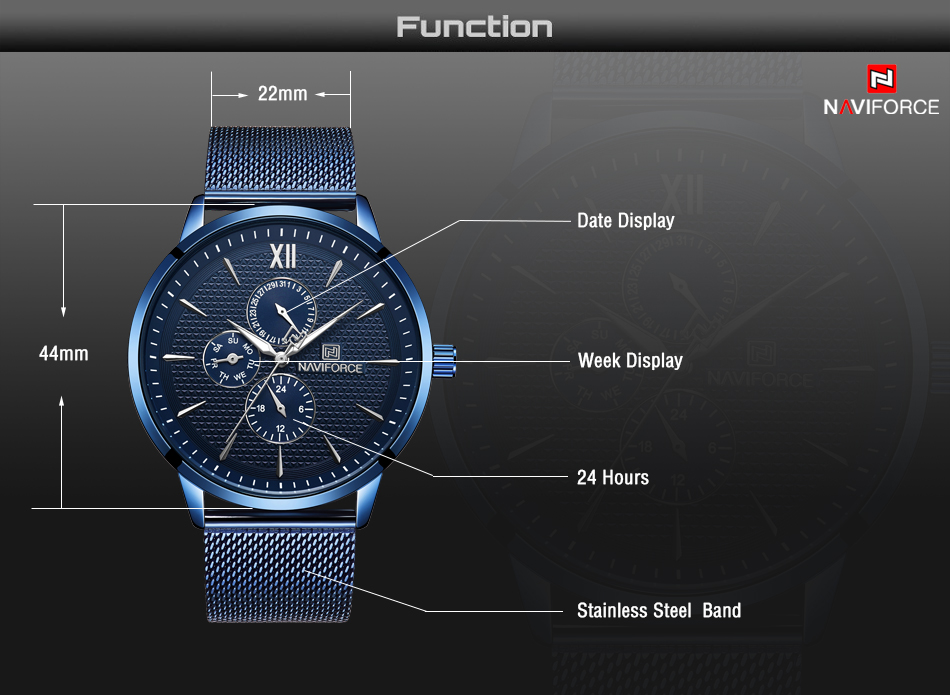 Function
22mm
NAVIFORCE
Date Display
XII
44mm
SU
MO
TU
WE
TH
FR
SA
NAVIFORCE
Week Display
24
18
6
12
24 Hours
Stainless Steel Band